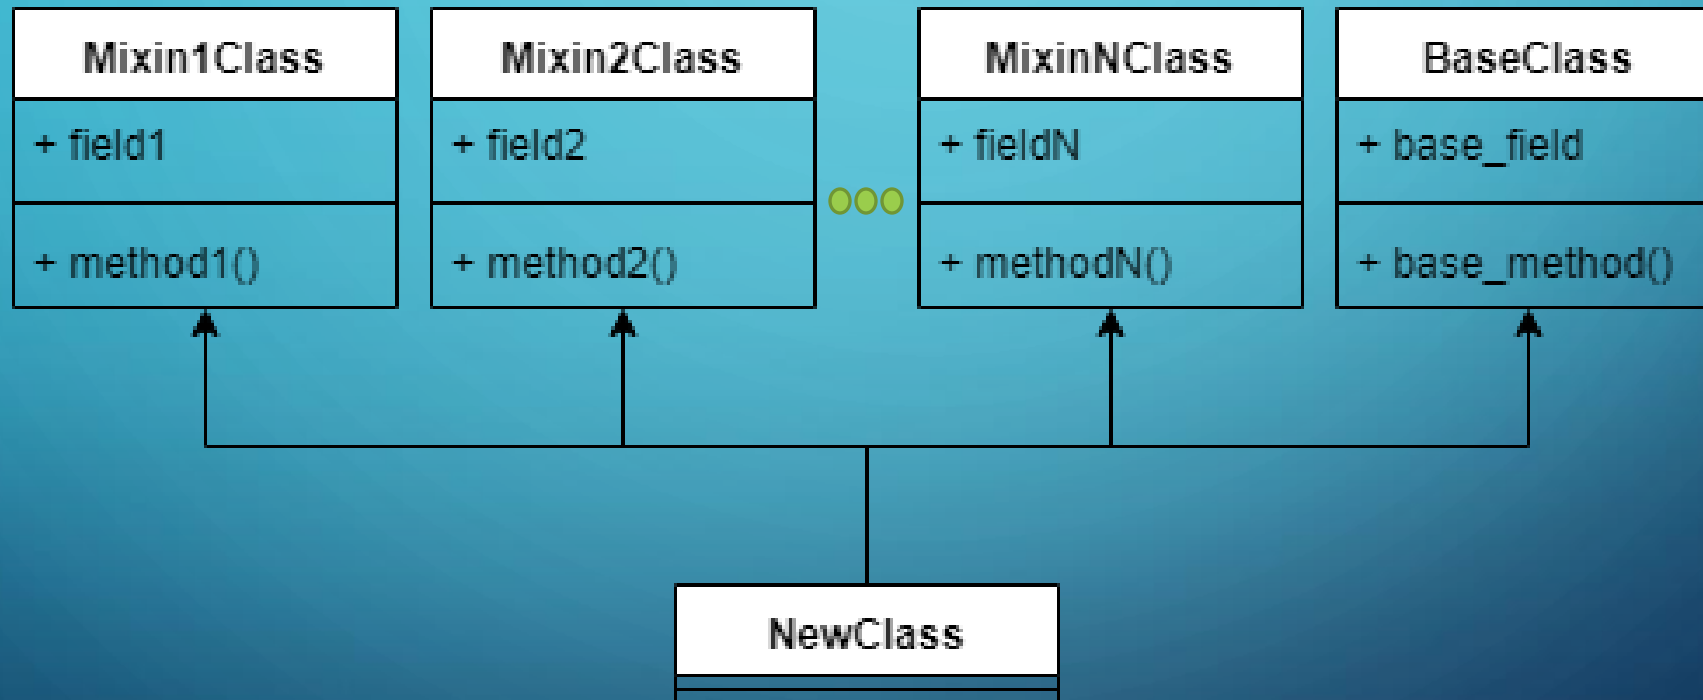 Mixin1Class
+ field1
+ method1()
Mixin2Class
+ field2
+ method2()
MixinNClass
+ fieldN
+ methodN()
BaseClass
+ base_field
+ base_method()
NewClass